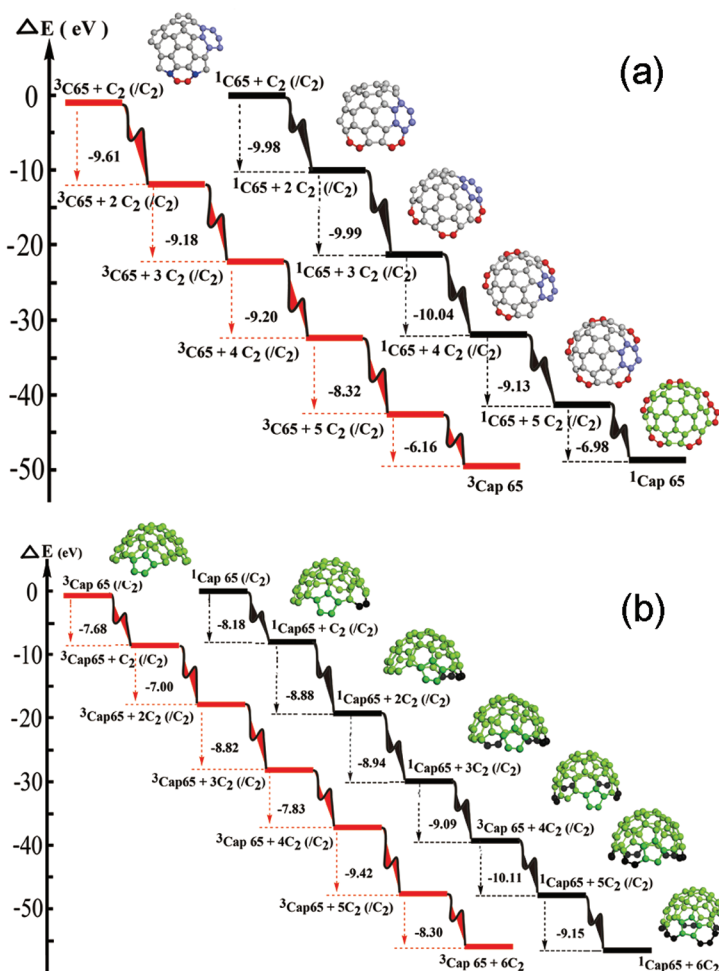 ΔE ( eV )
(a)
0
-10
-20
-30
-40
-50
³C65 + C₂ (/C₂)
-9.61
³C65 + 2 C₂ (/C₂)
-9.18
³C65 + 3 C₂ (/C₂)
-9.20
³C65 + 4 C₂ (/C₂)
-8.32
³C65 + 5 C₂ (/C₂)
-6.16
³Cap 65
¹C65 + C₂ (/C₂)
-9.98
¹C65 + 2 C₂ (/C₂)
-9.99
¹C65 + 3 C₂ (/C₂)
-10.04
¹C65 + 4 C₂ (/C₂)
-9.13
¹C65 + 5 C₂ (/C₂)
-6.98
¹Cap 65
ΔE (eV)
(b)
0
-10
-20
-30
-40
-50
³Cap 65 (/C₂)
-7.68
³Cap65 + C₂ (/C₂)
-7.00
³Cap65 + 2C₂ (/C₂)
-8.82
³Cap65 + 3C₂ (/C₂)
-7.83
³Cap 65 + 4C₂ (/C₂)
-9.42
³Cap65 + 5C₂ (/C₂)
-8.30
³Cap 65 + 6C₂
¹Cap 65 (/C₂)
-8.18
¹Cap65 + C₂ (/C₂)
-8.88
¹Cap65 + 2C₂ (/C₂)
-8.94
¹Cap65 + 3C₂ (/C₂)
-9.09
³Cap 65 + 4C₂ (/C₂)
-10.11
¹Cap65 + 5C₂ (/C₂)
-9.15
¹Cap65 + 6C₂